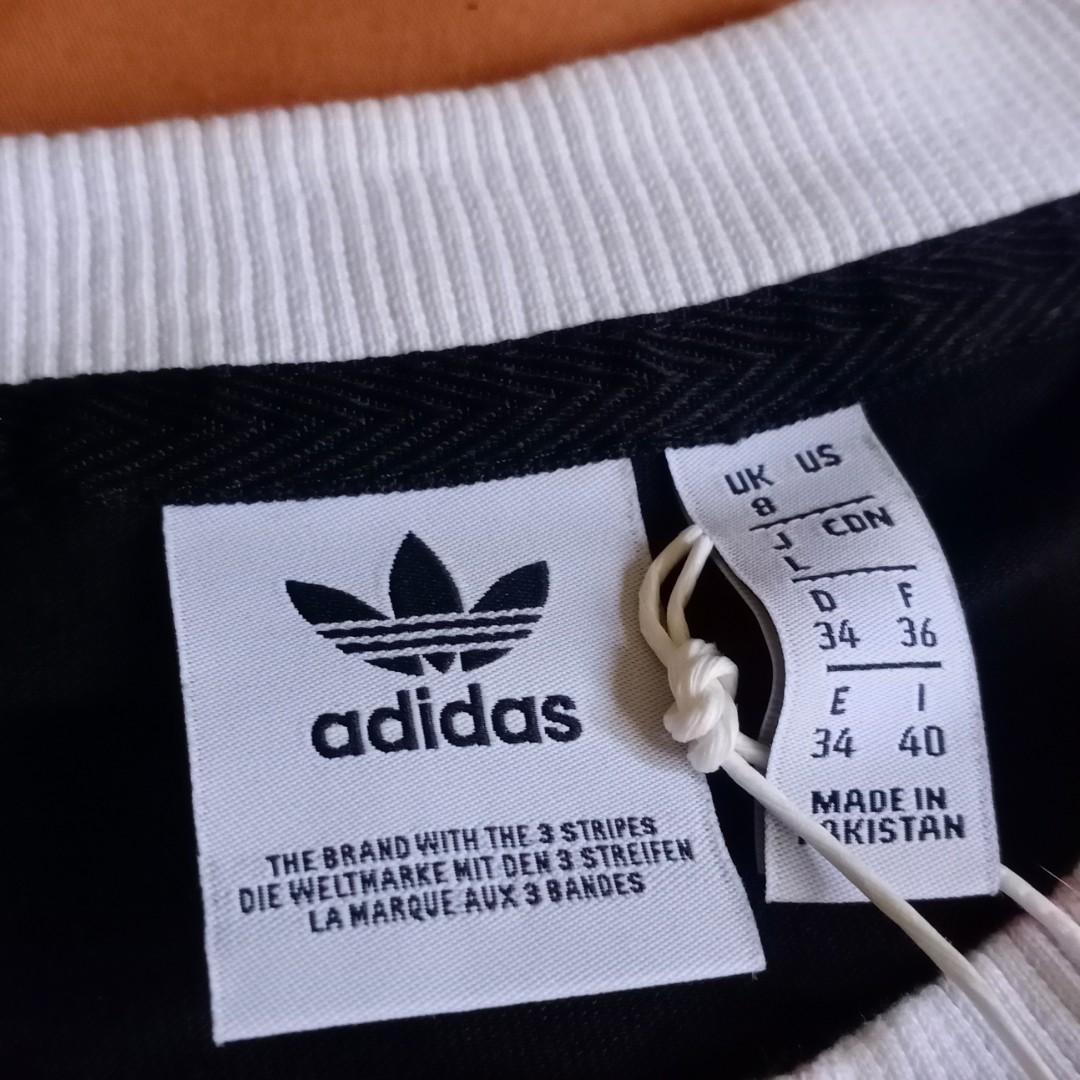 adidas
THE BRAND WITH THE 3 STRIPES
DIE WELTMARKE MIT DEN 3 STREIFEN
LA MARQUE AUX 3 BANDES
UK US
8
J CDN
L
D F
34 36
E I
34 40
MADE IN
PAKISTAN